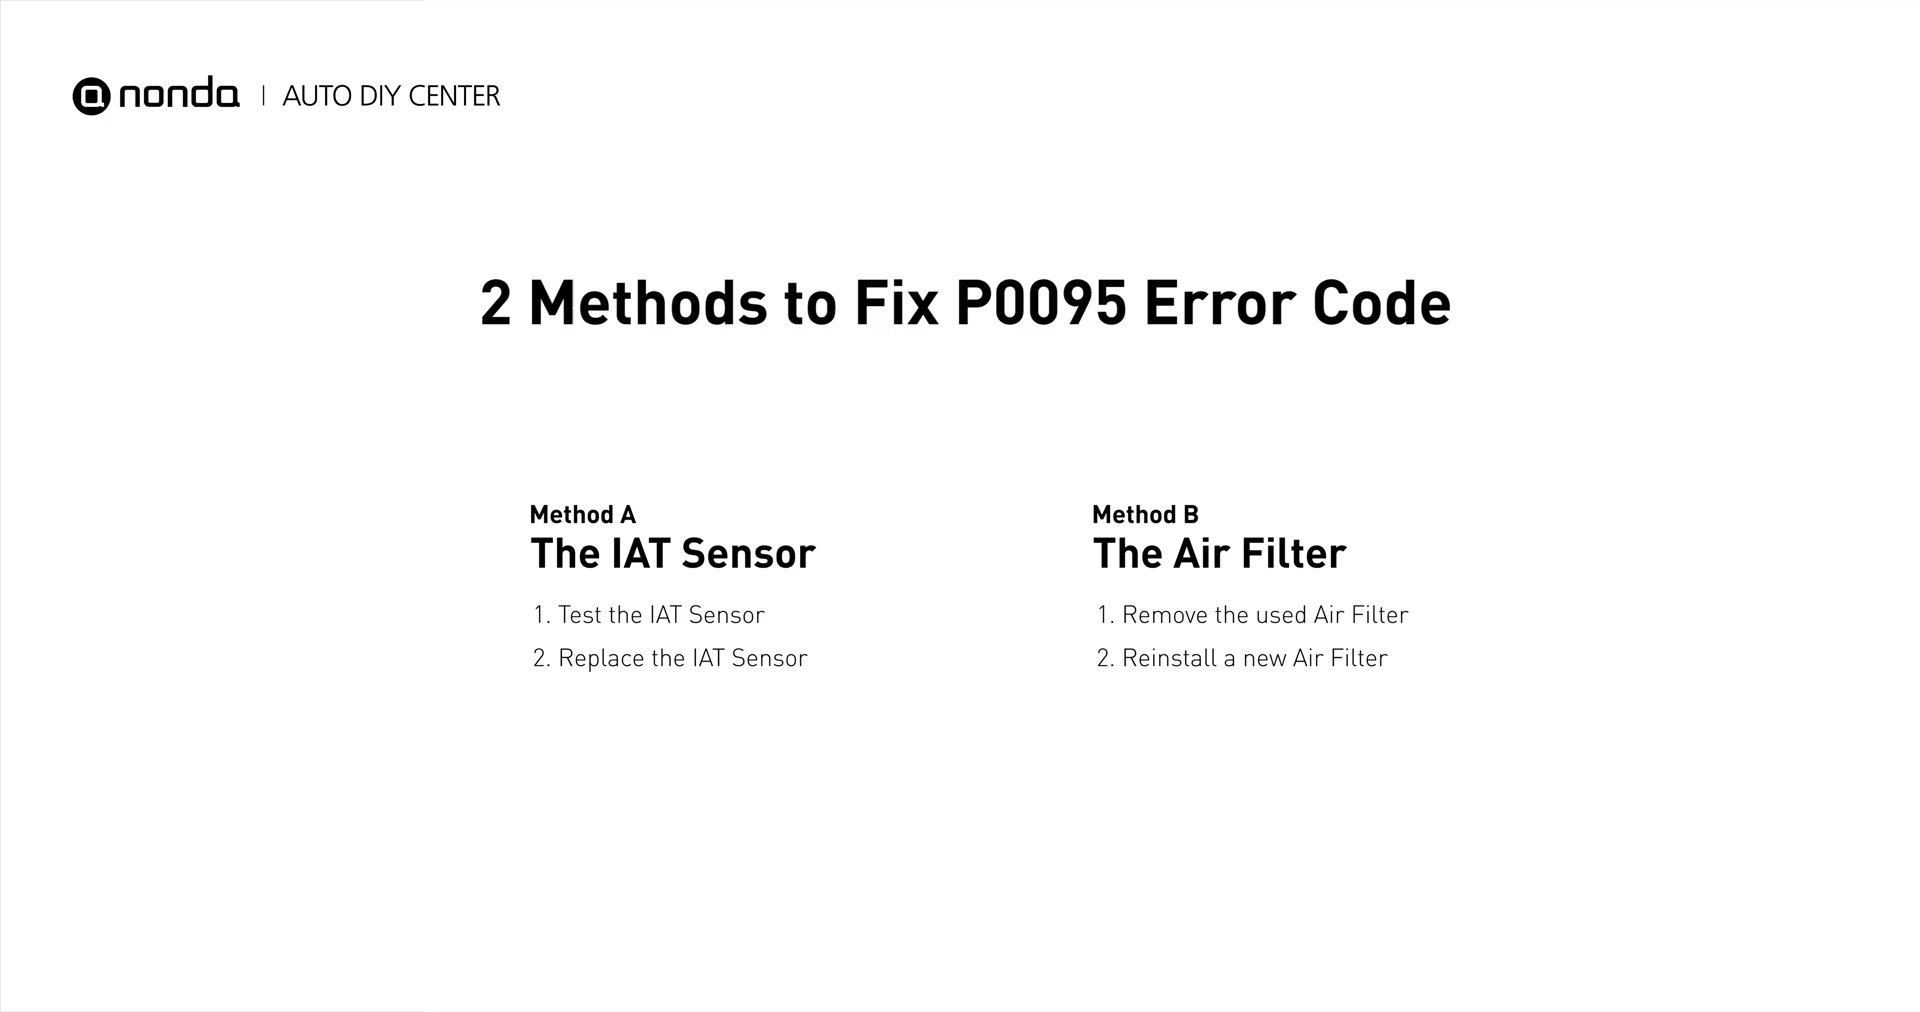 nonda | AUTO DIY CENTER
2 Methods to Fix P0095 Error Code
Method A
The IAT Sensor
1. Test the IAT Sensor
2. Replace the IAT Sensor
Method B
The Air Filter
1. Remove the used Air Filter
2. Reinstall a new Air Filter